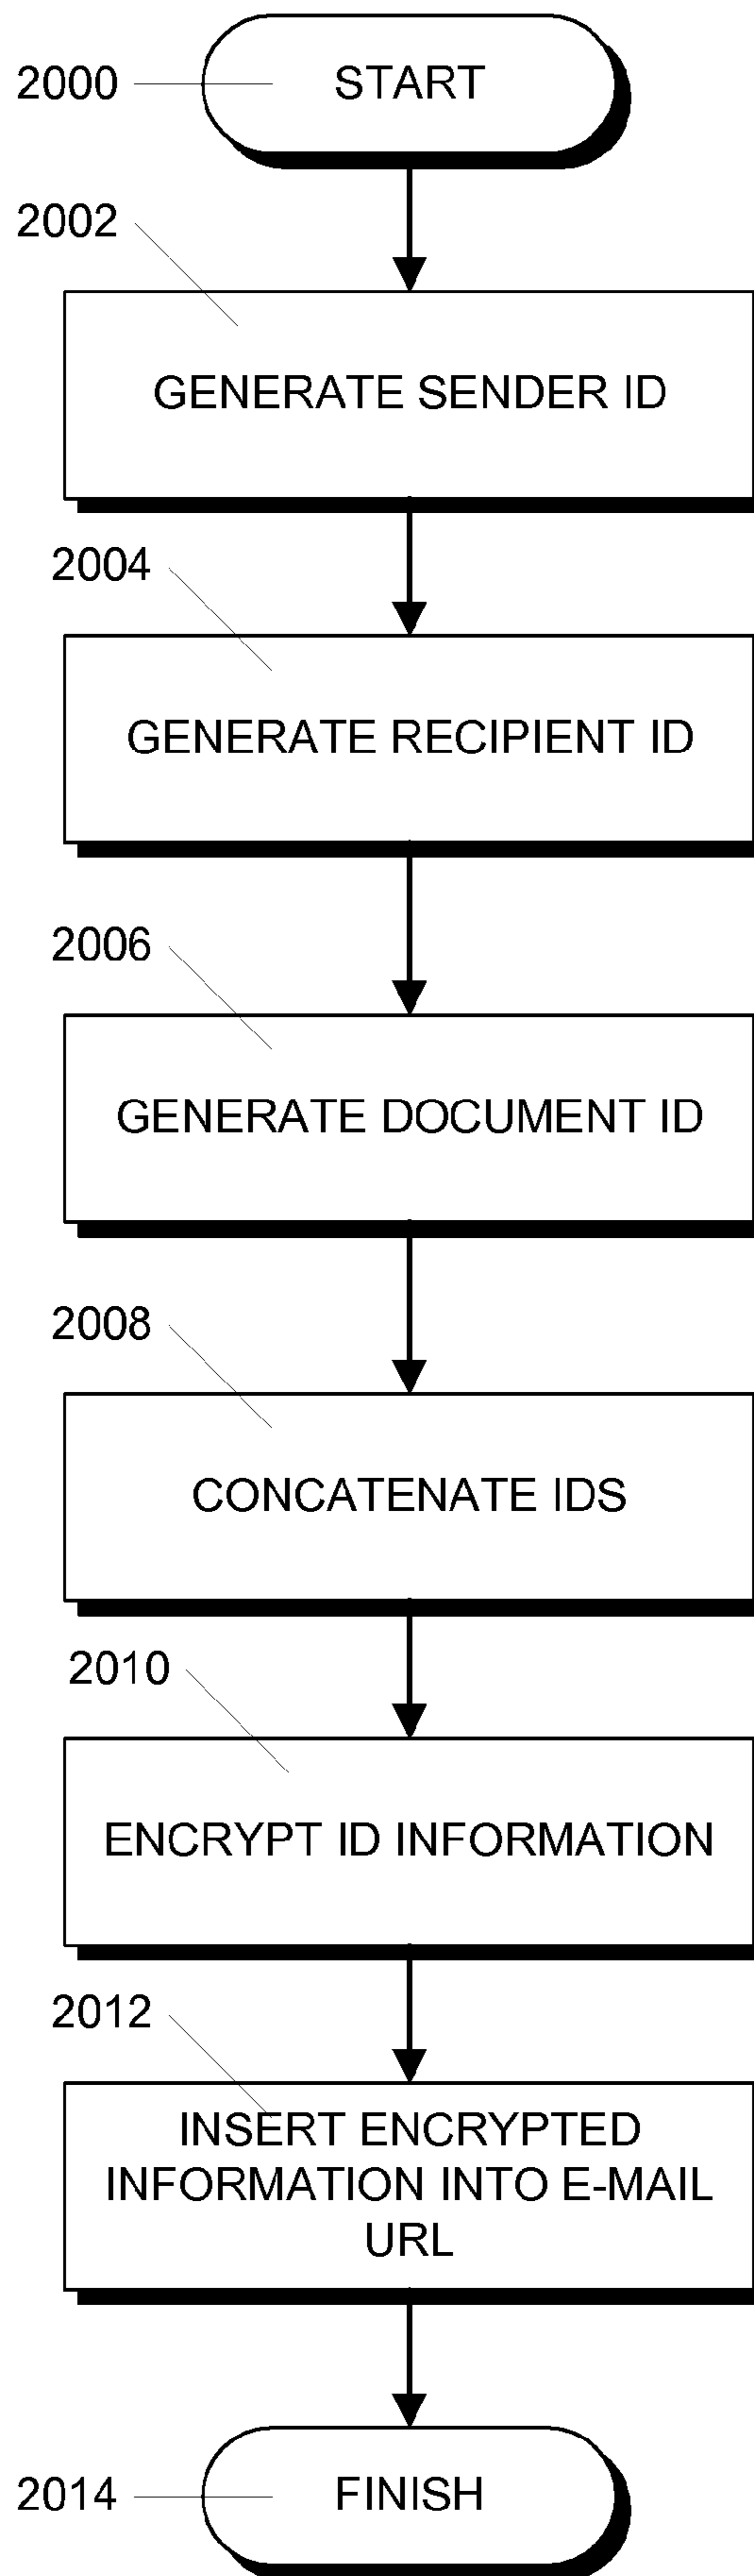 2000
START
2002
GENERATE SENDER ID
2004
GENERATE RECIPIENT ID
2006
GENERATE DOCUMENT ID
2008
CONCATENATE IDS
2010
ENCRYPT ID INFORMATION
2012
INSERT ENCRYPTED
INFORMATION INTO E-MAIL
URL
2014
FINISH